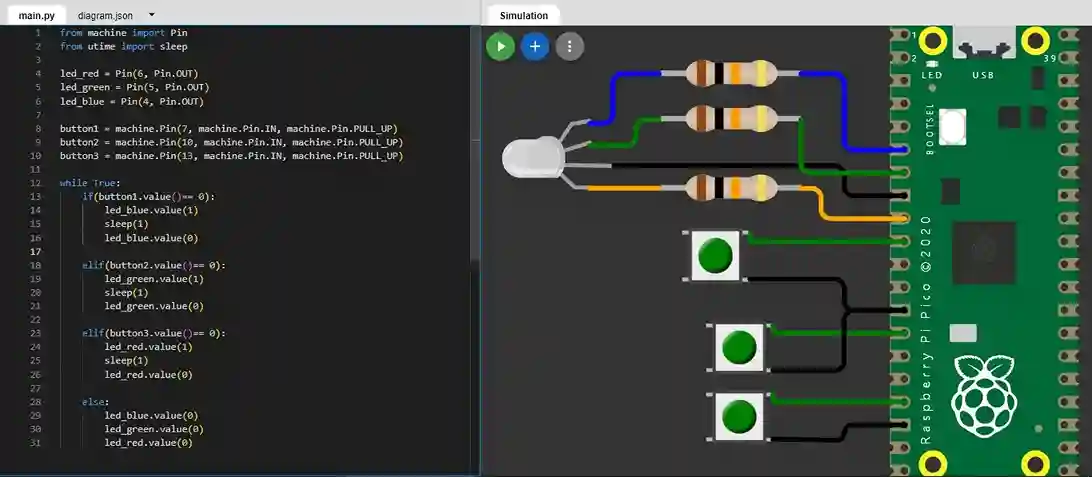 main.py
diagram.json
1 from machine import Pin
2 from utime import sleep
3
4 led_red = Pin(6, Pin.OUT)
5 led_green = Pin(5, Pin.OUT)
6 led_blue = Pin(4, Pin.OUT)
7
8 button1 = machine.Pin(7, machine.Pin.IN, machine.Pin.PULL_UP)
9 button2 = machine.Pin(10, machine.Pin.IN, machine.Pin.PULL_UP)
10 button3 = machine.Pin(13, machine.Pin.IN, machine.Pin.PULL_UP)
11
12 while True:
13 if(button1.value()== 0):
14 led_blue.value(1)
15 sleep(1)
16 led_blue.value(0)
17
18 elif(button2.value()== 0):
19 led_green.value(1)
20 sleep(1)
21 led_green.value(0)
22
23 elif(button3.value()== 0):
24 led_red.value(1)
25 sleep(1)
26 led_red.value(0)
27
28 else:
29 led_blue.value(0)
30 led_green.value(0)
31 led_red.value(0)
Simulation
1
2
39
LED
USB
BOOTSEL
Raspberry Pi Pico ©2020